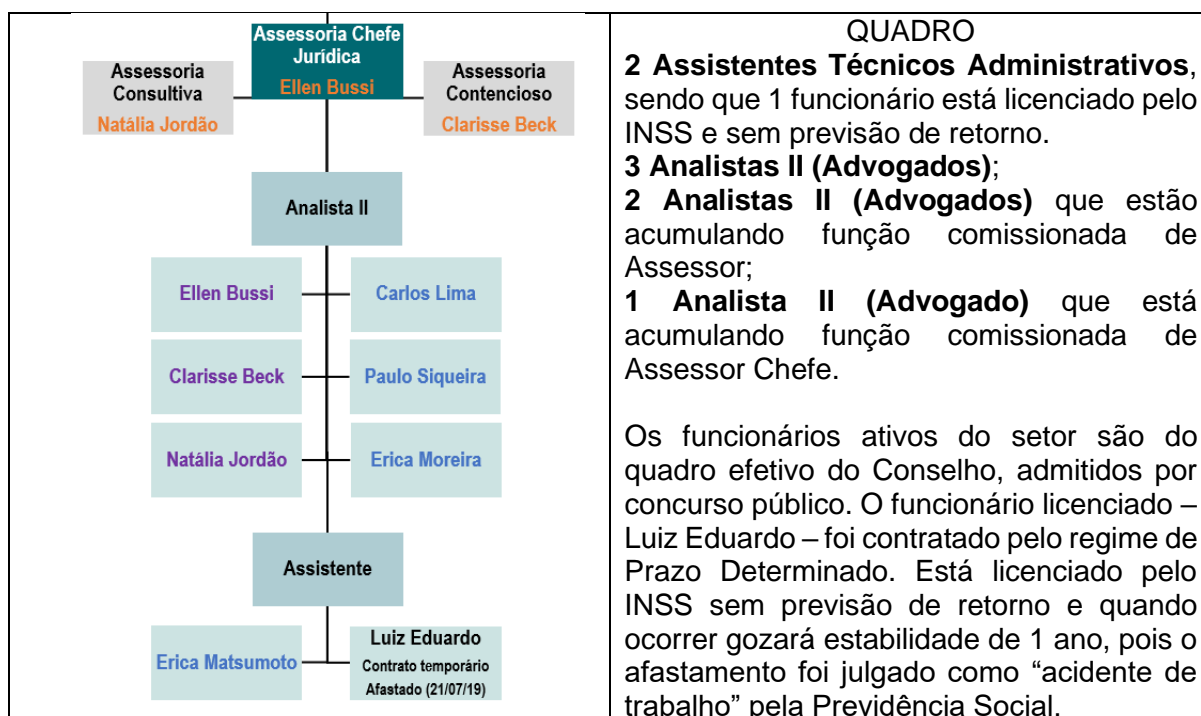 Assessoria Chefe
Jurídica
Ellen Bussi
Assessoria
Consultiva
Natália Jordão
Assessoria
Contencioso
Clarisse Beck
Analista II
Ellen Bussi
Carlos Lima
Clarisse Beck
Paulo Siqueira
Natália Jordão
Erica Moreira
Assistente
Erica Matsumoto
Luiz Eduardo
Contrato temporário
Afastado (21/07/19)
QUADRO
2 Assistentes Técnicos Administrativos,
sendo que 1 funcionário está licenciado pelo
INSS e sem previsão de retorno.
3 Analistas II (Advogados);
2 Analistas II (Advogados) que estão
acumulando função comissionada de
Assessor;
1 Analista II (Advogado) que está
acumulando função comissionada de
Assessor Chefe.
Os funcionários ativos do setor são do
quadro efetivo do Conselho, admitidos por
concurso público. O funcionário licenciado –
Luiz Eduardo – foi contratado pelo regime de
Prazo Determinado. Está licenciado pelo
INSS sem previsão de retorno e quando
ocorrer gozará estabilidade de 1 ano, pois o
afastamento foi julgado como “acidente de
trabalho” pela Previdência Social.